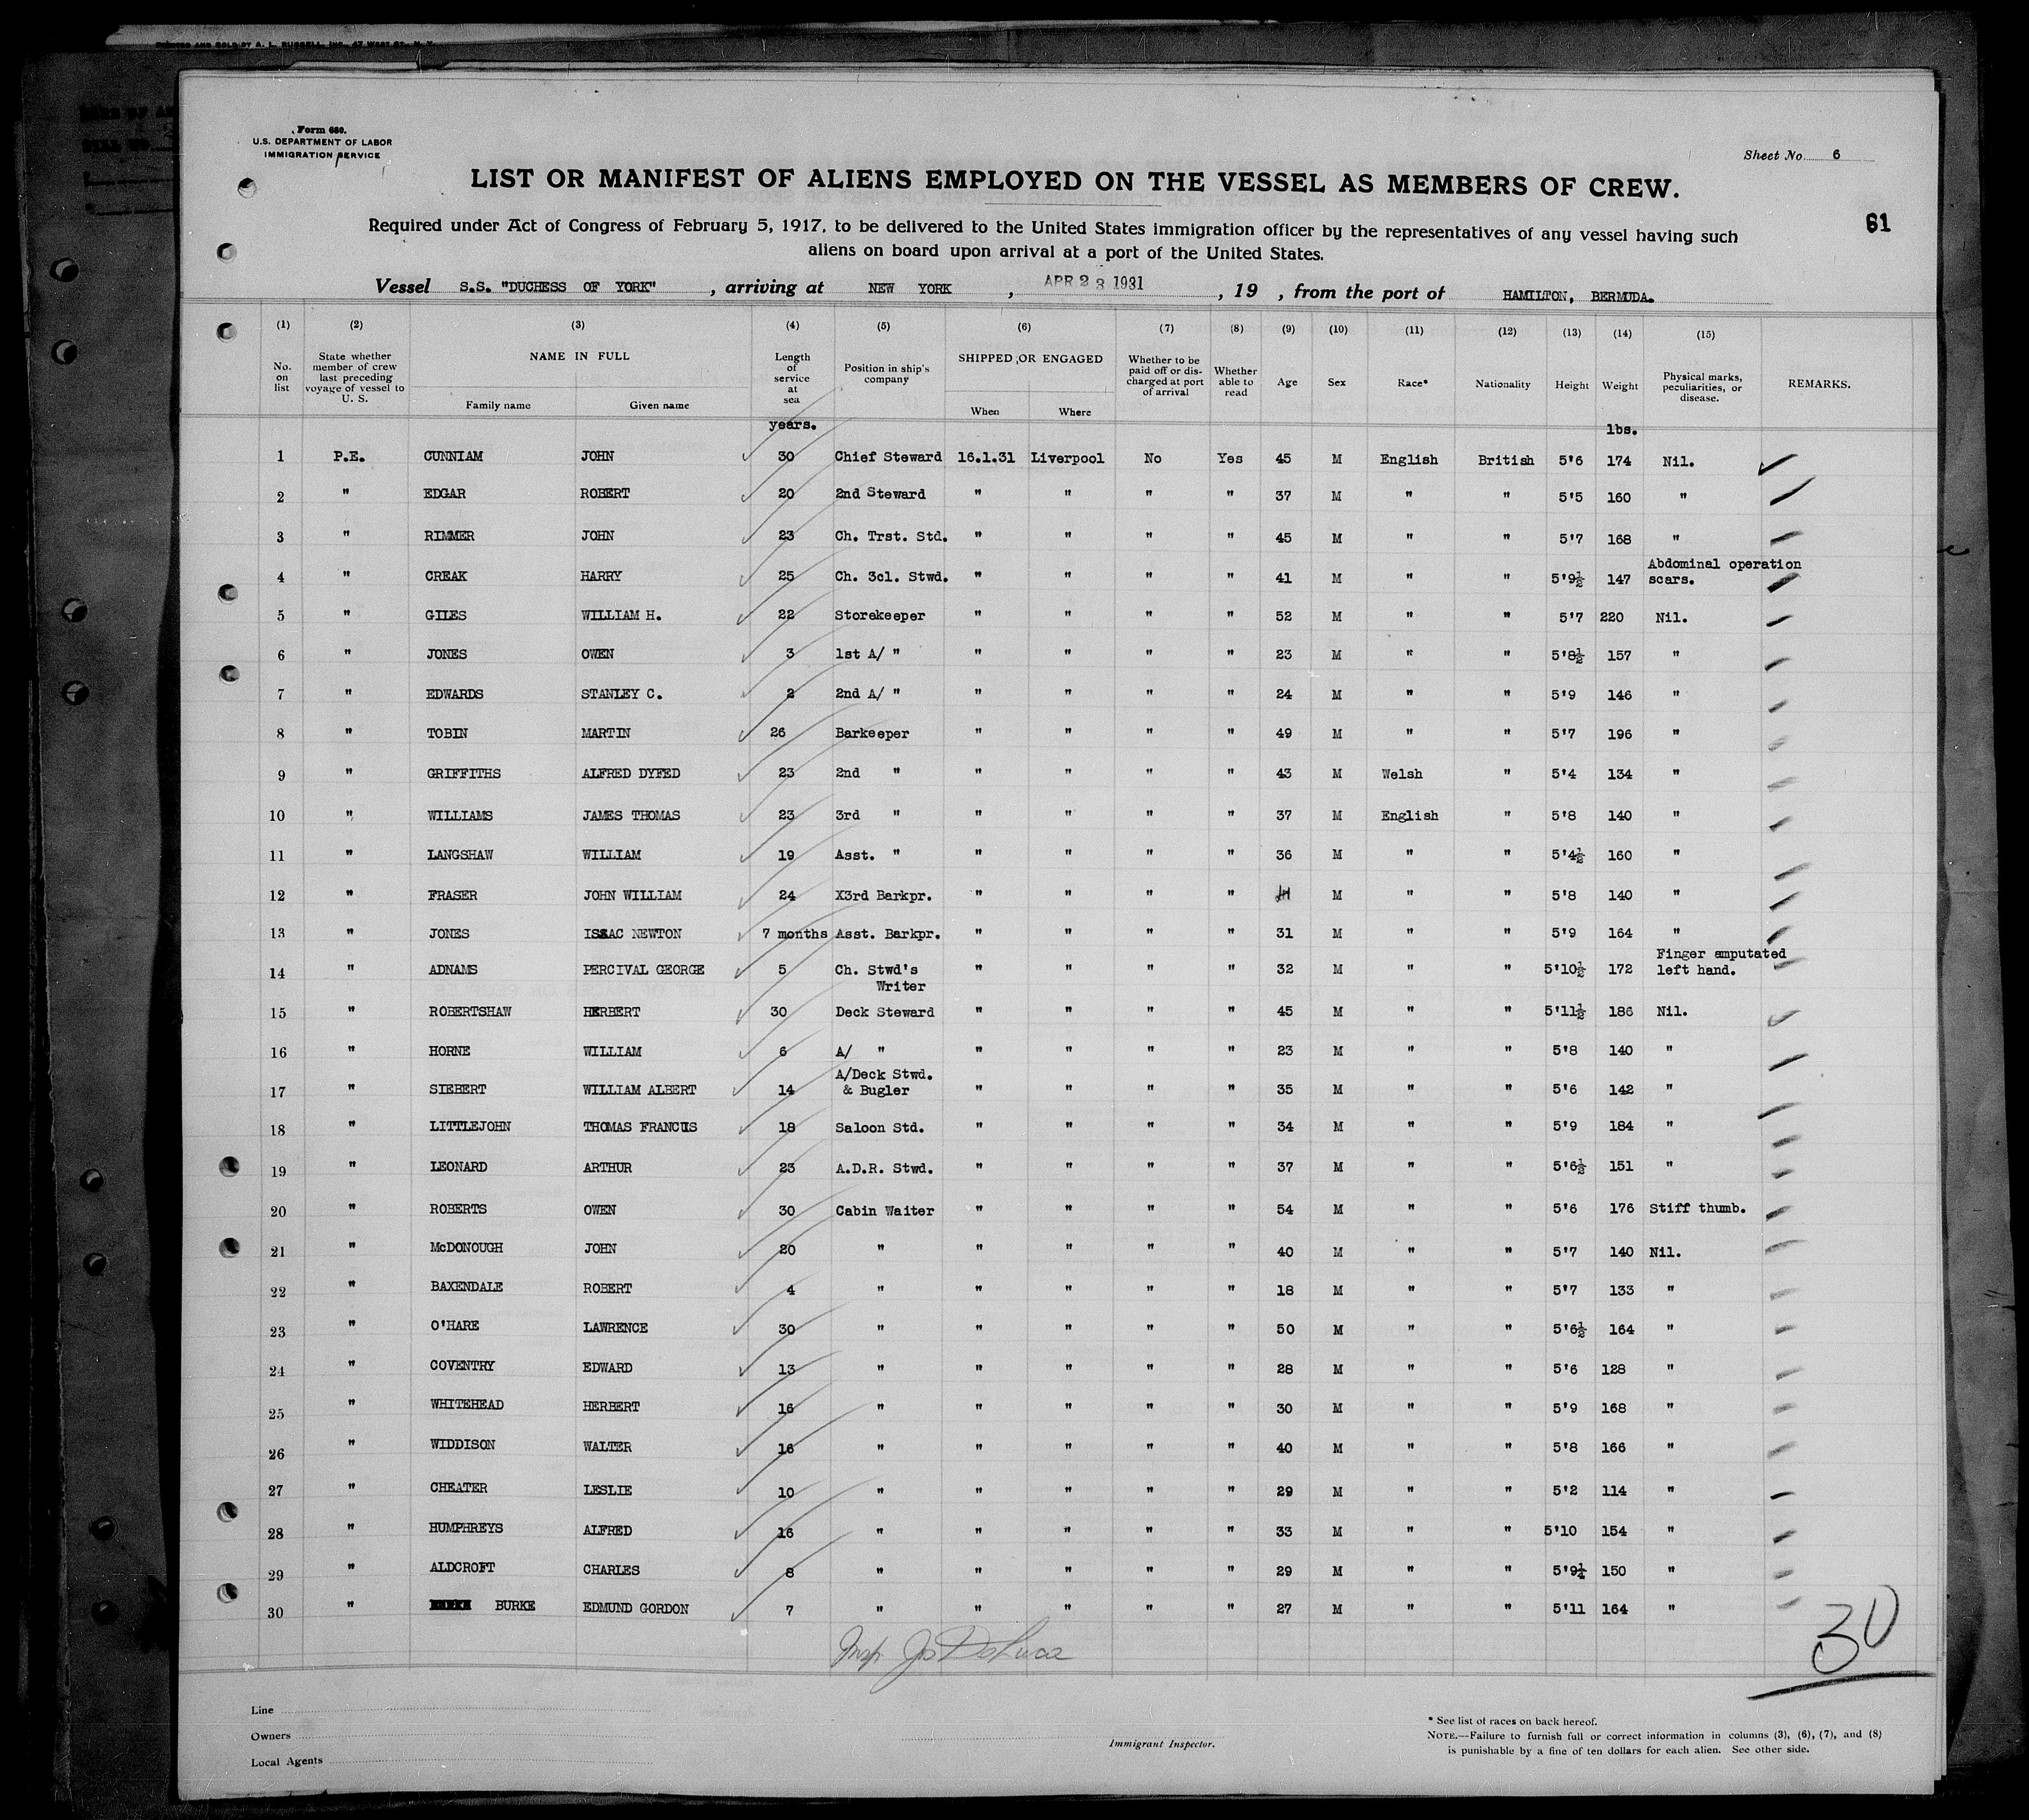 PRINTED AND SOLD BY A. L. RUSSELL, INC., 47 WEST ST., N. Y.
Form 680.
U.S. DEPARTMENT OF LABOR
IMMIGRATION SERVICE
Sheet No. 6
LIST OR MANIFEST OF ALIENS EMPLOYED ON THE VESSEL AS MEMBERS OF CREW.
61
Required under Act of Congress of February 5, 1917, to be delivered to the United States immigration officer by the representatives of any vessel having such
aliens on board upon arrival at a port of the United States.
Vessel S.S. "DUCHESS OF YORK", arriving at NEW YORK, APR 28 1931, 19 , from the port of HAMILTON, BERMUDA.
(1) (2) (3) (4) (5) (6) (7) (8) (9) (10) (11) (12) (13) (14) (15)
No. on list State whether member of crew last preceding voyage of vessel to U. S. NAME IN FULL Family name Given name Length of service at sea Position in ship's company SHIPPED OR ENGAGED When Where Whether to be paid off or discharged at port of arrival Whether able to read Age Sex Race* Nationality Height Weight Physical marks, peculiarities, or disease. REMARKS.
years. lbs.
1 P.E. CUNNIAM JOHN 30 Chief Steward 16.1.31 Liverpool No Yes 45 M English British 5'6 174 Nil.
2 " EDGAR ROBERT 20 2nd Steward " " " " 37 M " " 5'5 160 "
3 " RIMMER JOHN 23 Ch. Trst. Std. " " " " 45 M " " 5'7 168 "
4 " CREAK HARRY 25 Ch. 3cl. Stwd. " " " " 41 M " " 5'9½ 147 Abdominal operation scars.
5 " GILES WILLIAM H. 22 Storekeeper " " " " 52 M " " 5'7 220 Nil.
6 " JONES OWEN 3 1st A/ " " " " " 23 M " " 5'8½ 157 "
7 " EDWARDS STANLEY C. 2 2nd A/ " " " " " 24 M " " 5'9 146 "
8 " TOBIN MARTIN 26 Barkeeper " " " " 49 M " " 5'7 196 "
9 " GRIFFITHS ALFRED DYFED 23 2nd " " " " " 43 M Welsh " 5'4 134 "
10 " WILLIAMS JAMES THOMAS 23 3rd " " " " " 37 M English " 5'8 140 "
11 " LANGSHAW WILLIAM 19 Asst. " " " " " 36 M " " 5'4½ 160 "
12 " FRASER JOHN WILLIAM 24 X3rd Barkpr. " " " " M " " 5'8 140 "
13 " JONES ISAAC NEWTON 7 months Asst. Barkpr. " " " " 31 M " " 5'9 164 "
14 " ADNAMS PERCIVAL GEORGE 5 Ch. Stwd's Writer " " " " 32 M " " 5'10½ 172 Finger amputated left hand.
15 " ROBERTSHAW HERBERT 30 Deck Steward " " " " 45 M " " 5'11½ 186 Nil.
16 " HORNE WILLIAM 6 A/ " " " " " 23 M " " 5'8 140 "
17 " SIEBERT WILLIAM ALBERT 14 A/Deck Stwd. & Bugler " " " " 35 M " " 5'6 142 "
18 " LITTLEJOHN THOMAS FRANCIS 18 Saloon Std. " " " " 34 M " " 5'9 184 "
19 " LEONARD ARTHUR 23 A.D.R. Stwd. " " " " 37 M " " 5'6½ 151 "
20 " ROBERTS OWEN 30 Cabin Waiter " " " " 54 M " " 5'6 176 Stiff thumb.
21 " McDONOUGH JOHN 20 " " " " " 40 M " " 5'7 140 Nil.
22 " BAXENDALE ROBERT 4 " " " " " 18 M " " 5'7 133 "
23 " O'HARE LAWRENCE 30 " " " " " 50 M " " 5'6½ 164 "
24 " COVENTRY EDWARD 13 " " " " " 28 M " " 5'6 128 "
25 " WHITEHEAD HERBERT 16 " " " " " 30 M " " 5'9 168 "
26 " WIDDISON WALTER 16 " " " " " 40 M " " 5'8 166 "
27 " CHEATER LESLIE 10 " " " " " 29 M " " 5'2 114 "
28 " HUMPHREYS ALFRED 16 " " " " " 33 M " " 5'10 154 "
29 " ALDCROFT CHARLES 8 " " " " " 29 M " " 5'9¼ 150 "
30 " BURKE EDMUND GORDON 7 " " " " " 27 M " " 5'11 164 "
30
Insp. Jos DeLuca
Line
Owners
Local Agents
Immigrant Inspector.
* See list of races on back hereof.
NOTE.—Failure to furnish full or correct information in columns (3), (6), (7), and (8)
is punishable by a fine of ten dollars for each alien. See other side.